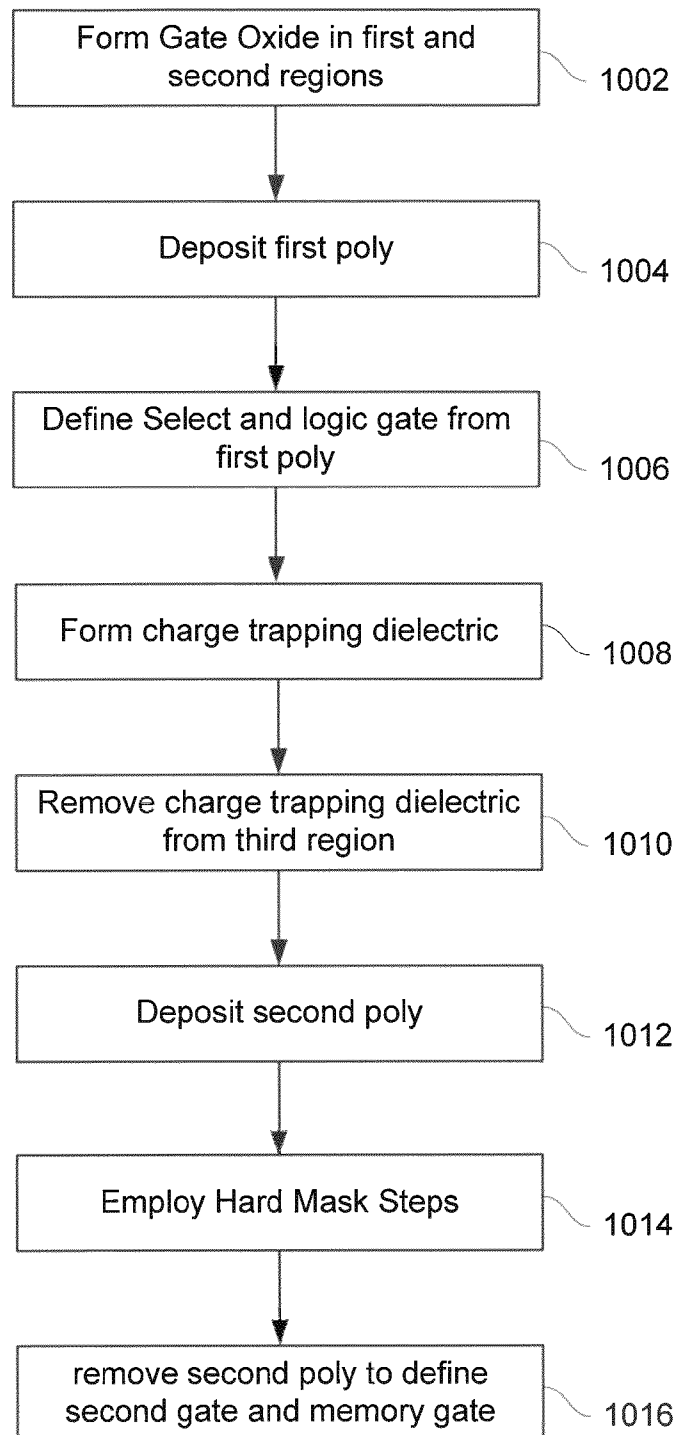 Form Gate Oxide in first and
second regions
1002
Deposit first poly
1004
Define Select and logic gate from
first poly
1006
Form charge trapping dielectric
1008
Remove charge trapping dielectric
from third region
1010
Deposit second poly
1012
Employ Hard Mask Steps
1014
remove second poly to define
second gate and memory gate
1016